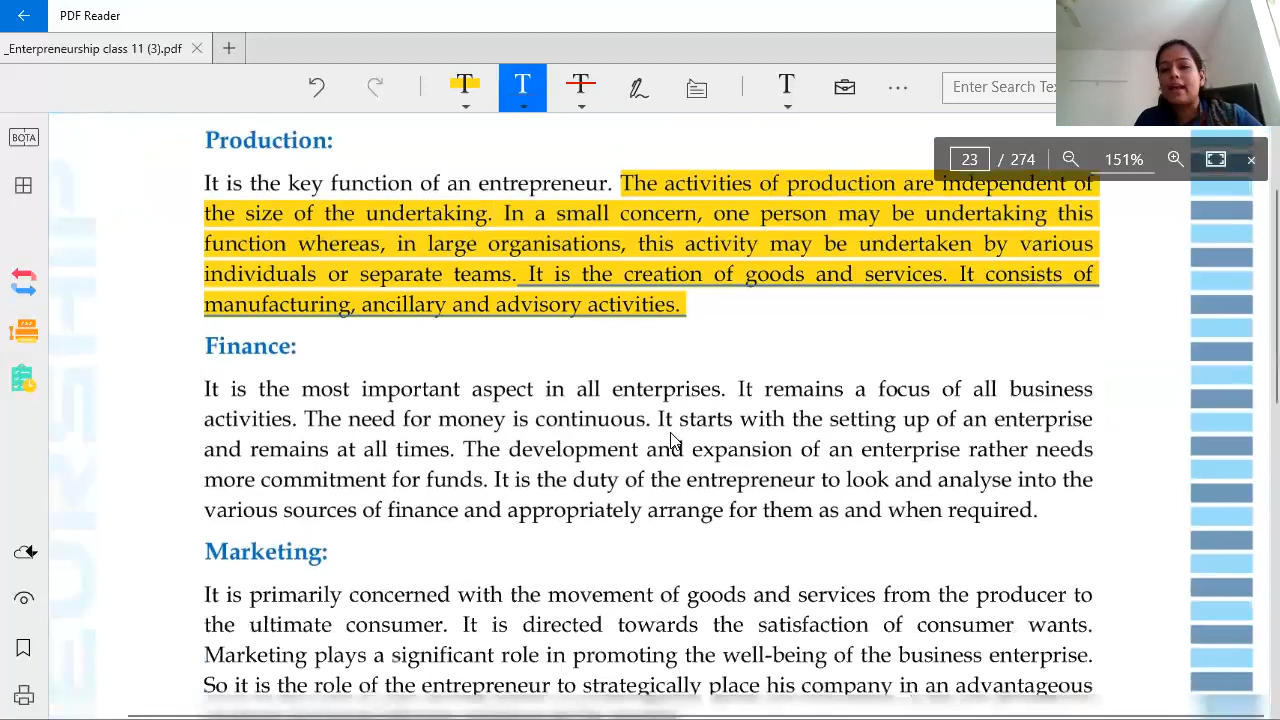 PDF Reader
_Enterpreneurship class 11 (3).pdf
Enter Search Te
BOTA
23 / 274 151%
Production:
It is the key function of an entrepreneur. The activities of production are independent of
the size of the undertaking. In a small concern, one person may be undertaking this
function whereas, in large organisations, this activity may be undertaken by various
individuals or separate teams. It is the creation of goods and services. It consists of
manufacturing, ancillary and advisory activities.
Finance:
It is the most important aspect in all enterprises. It remains a focus of all business
activities. The need for money is continuous. It starts with the setting up of an enterprise
and remains at all times. The development and expansion of an enterprise rather needs
more commitment for funds. It is the duty of the entrepreneur to look and analyse into the
various sources of finance and appropriately arrange for them as and when required.
Marketing:
It is primarily concerned with the movement of goods and services from the producer to
the ultimate consumer. It is directed towards the satisfaction of consumer wants.
Marketing plays a significant role in promoting the well-being of the business enterprise.
So it is the role of the entrepreneur to strategically place his company in an advantageous